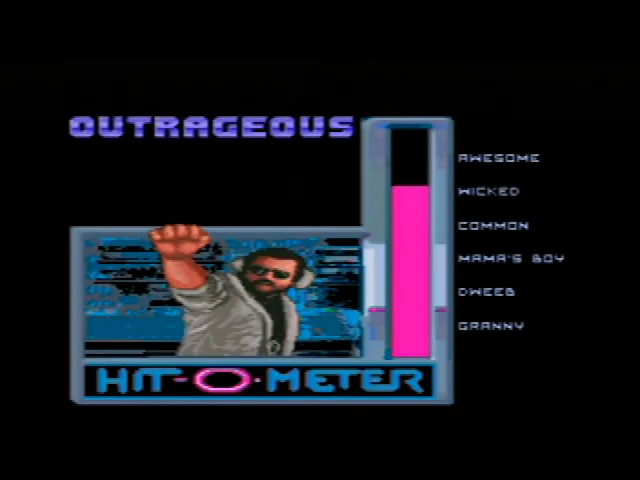 OUTRAGEOUS
AWESOME
WICKED
COMMON
MAMA'S BOY
DWEEB
GRANNY
HIT-O-METER